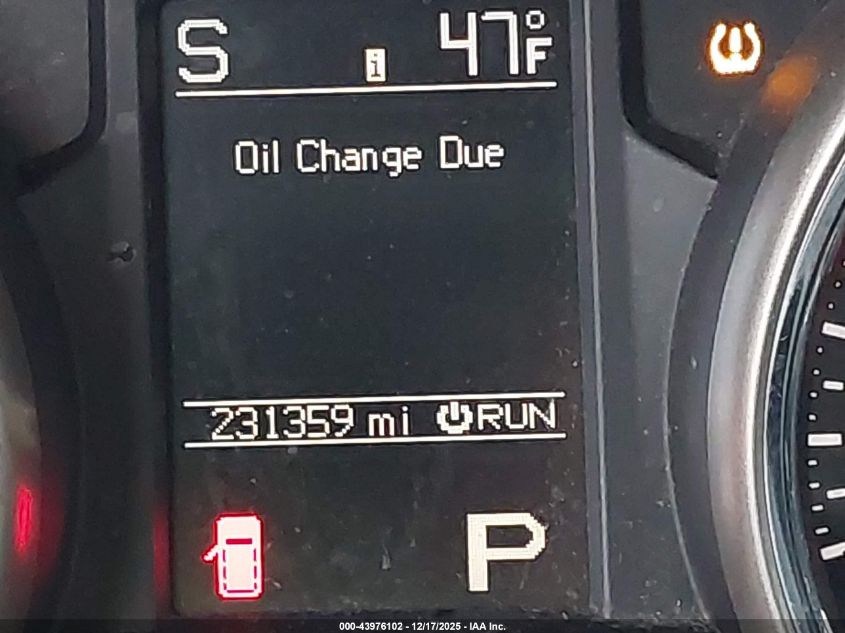 S i 47°F
Oil Change Due
231359 mi RUN
P
000-43976102 - 12/17/2025 - IAA Inc.